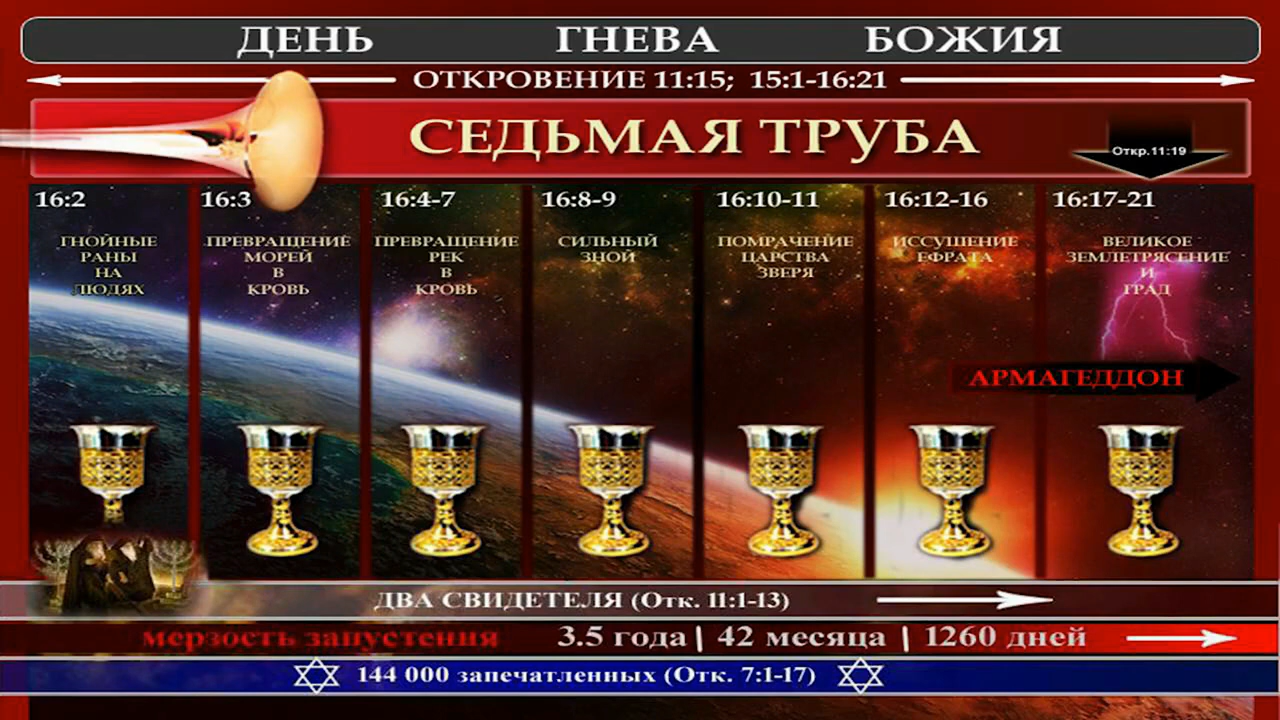 ДЕНЬ ГНЕВА БОЖИЯ
ОТКРОВЕНИЕ 11:15; 15:1-16:21
СЕДЬМАЯ ТРУБА
Откр.11:19
16:2
ГНОЙНЫЕ
РАНЫ
НА
ЛЮДЯХ
16:3
ПРЕВРАЩЕНИЕ
МОРЕЙ
В
КРОВЬ
16:4-7
ПРЕВРАЩЕНИЕ
РЕК
В
КРОВЬ
16:8-9
СИЛЬНЫЙ
ЗНОЙ
16:10-11
ПОМРАЧЕНИЕ
ЦАРСТВА
ЗВЕРЯ
16:12-16
ИССУШЕНИЕ
ЕФРАТА
16:17-21
ВЕЛИКОЕ
ЗЕМЛЕТРЯСЕНИЕ
И
ГРАД
АРМАГЕДДОН
ДВА СВИДЕТЕЛЯ (Отк. 11:1-13)
мерзость запустения 3.5 года | 42 месяца | 1260 дней
144 000 запечатленных (Отк. 7:1-17)